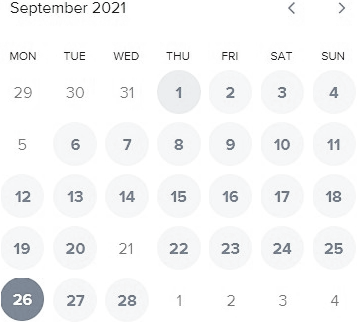 September 2021
MON TUE WED THU FRI SAT SUN
29 30 31 1 2 3 4
5 6 7 8 9 10 11
12 13 14 15 16 17 18
19 20 21 22 23 24 25
26 27 28 1 2 3 4